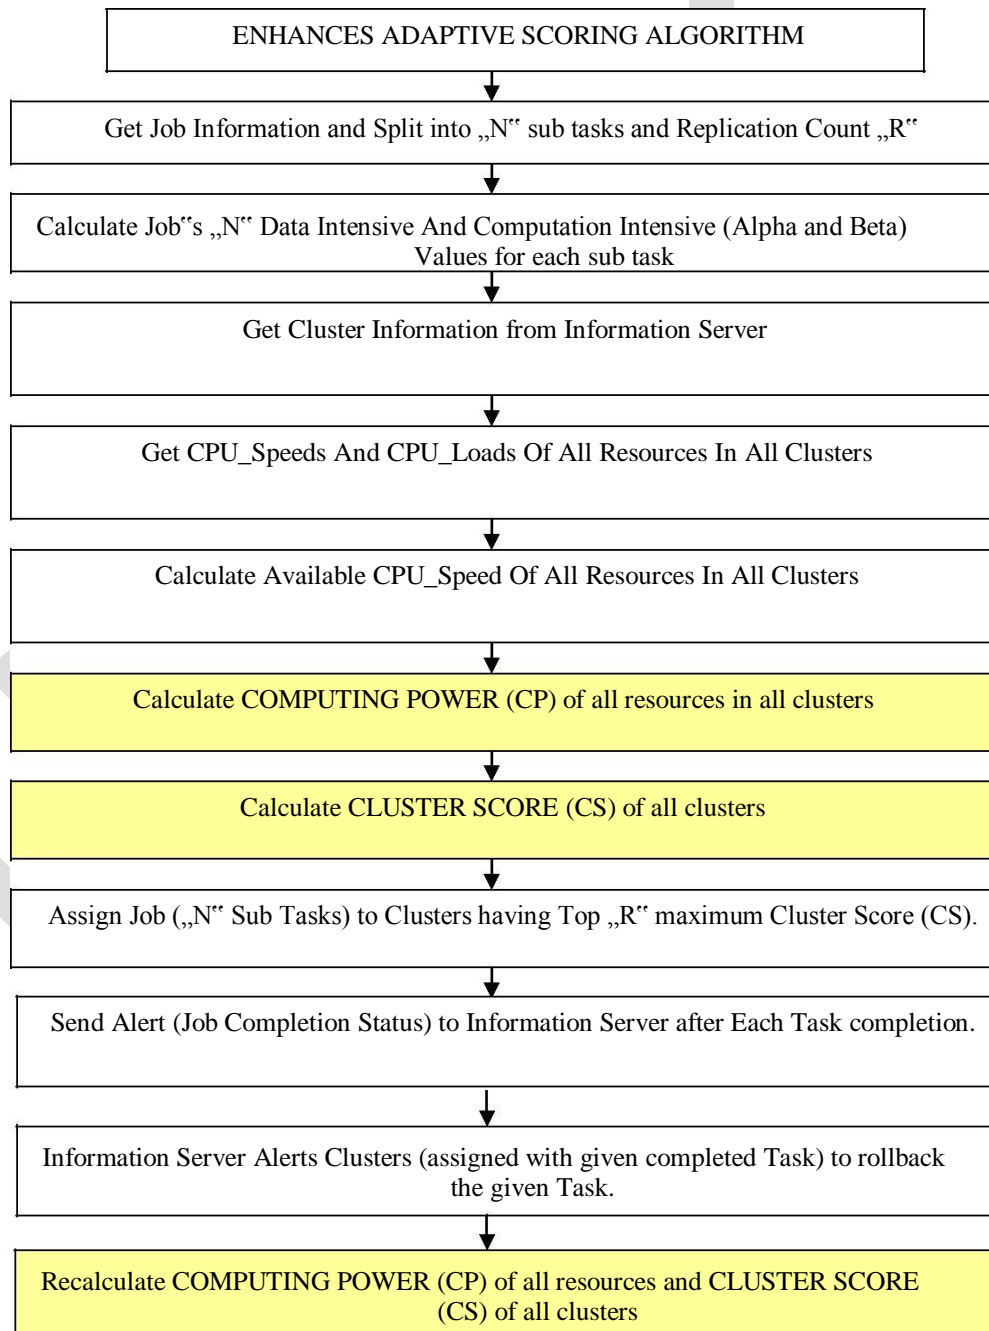 ENHANCES ADAPTIVE SCORING ALGORITHM
Get Job Information and Split into „N‟ sub tasks and Replication Count „R‟
Calculate Job‟s „N‟ Data Intensive And Computation Intensive (Alpha and Beta)
Values for each sub task
Get Cluster Information from Information Server
Get CPU_Speeds And CPU_Loads Of All Resources In All Clusters
Calculate Available CPU_Speed Of All Resources In All Clusters
Calculate COMPUTING POWER (CP) of all resources in all clusters
Calculate CLUSTER SCORE (CS) of all clusters
Assign Job („N‟ Sub Tasks) to Clusters having Top „R‟ maximum Cluster Score (CS).
Send Alert (Job Completion Status) to Information Server after Each Task completion.
Information Server Alerts Clusters (assigned with given completed Task) to rollback
the given Task.
Recalculate COMPUTING POWER (CP) of all resources and CLUSTER SCORE
(CS) of all clusters